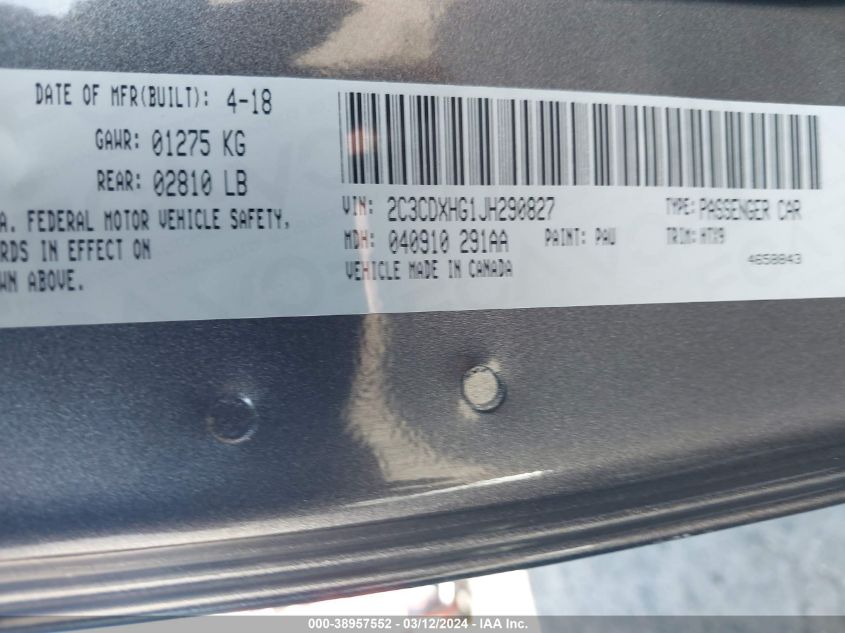 DATE OF MFR(BUILT): 4-18
GAWR: 01275 KG
REAR: 02810 LB
A. FEDERAL MOTOR VEHICLE SAFETY,
RDS IN EFFECT ON
WN ABOVE.
VIN: 2C3CDXHG1JH290827 TYPE: PASSENGER CAR
MDH: 040910 291AA PAINT: PAU TRIM: HTX9
VEHICLE MADE IN CANADA
4658843
000-38957552 - 03/12/2024 - IAA Inc.